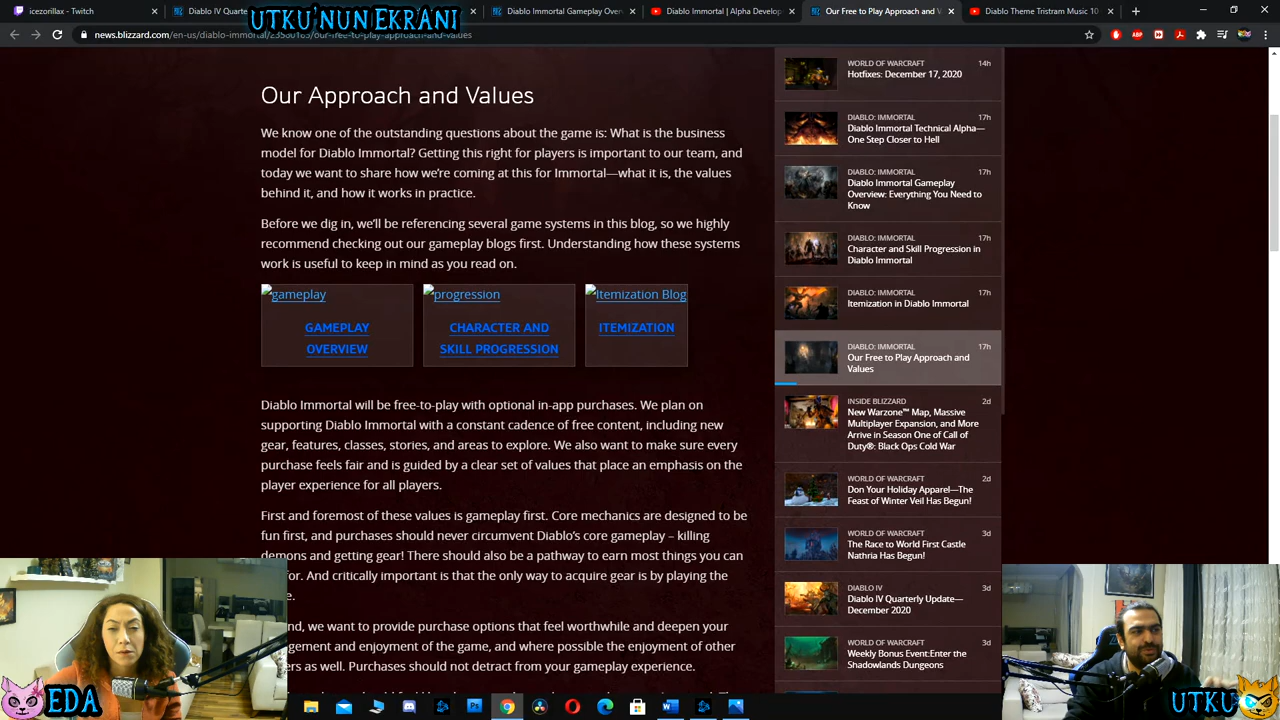 - Twitch
Diablo IV Quart
UTKU'NUN EKRANI
Diablo Immortal Gameplay Over
Diablo Immortal | Alpha Develo
Our Free to Play Approach and
Diablo Theme Tristram Music 10
news.blizzard.com/en-us/diablo-immortal/23580165/our-free-to-play-approach-and-values
Our Approach and Values
We know one of the outstanding questions about the game is: What is the business
model for Diablo Immortal? Getting this right for players is important to our team, and
today we want to share how we're coming at this for Immortal—what it is, the values
behind it, and how it works in practice.
Before we dig in, we'll be referencing several game systems in this blog, so we highly
recommend checking out our gameplay blogs first. Understanding how these systems
work is useful to keep in mind as you read on.
gameplay
GAMEPLAY
OVERVIEW
progression
CHARACTER AND
SKILL PROGRESSION
Itemization Blog
ITEMIZATION
Diablo Immortal will be free-to-play with optional in-app purchases. We plan on
supporting Diablo Immortal with a constant cadence of free content, including new
gear, features, classes, stories, and areas to explore. We also want to make sure every
purchase feels fair and is guided by a clear set of values that place an emphasis on the
player experience for all players.
First and foremost of these values is gameplay first. Core mechanics are designed to be
fun first, and purchases should never circumvent Diablo's core gameplay – killing
demons and getting gear! There should also be a pathway to earn most things you can
for. And critically important is that the only way to acquire gear is by playing the
we want to provide purchase options that feel worthwhile and deepen your
and enjoyment of the game, and where possible the enjoyment of other
as well. Purchases should not detract from your gameplay experience.
WORLD OF WARCRAFT 14h
Hotfixes: December 17, 2020
DIABLO: IMMORTAL 17h
Diablo Immortal Technical Alpha—
One Step Closer to Hell
DIABLO: IMMORTAL 17h
Diablo Immortal Gameplay
Overview: Everything You Need to
Know
DIABLO: IMMORTAL 17h
Character and Skill Progression in
Diablo Immortal
DIABLO: IMMORTAL 17h
Itemization in Diablo Immortal
DIABLO: IMMORTAL 17h
Our Free to Play Approach and
Values
INSIDE BLIZZARD 2d
New Warzone™ Map, Massive
Multiplayer Expansion, and More
Arrive in Season One of Call of
Duty®: Black Ops Cold War
WORLD OF WARCRAFT 2d
Don Your Holiday Apparel—The
Feast of Winter Veil Has Begun!
WORLD OF WARCRAFT 3d
The Race to World First Castle
Nathria Has Begun!
DIABLO IV 3d
Diablo IV Quarterly Update—
December 2020
WORLD OF WARCRAFT 3d
Weekly Bonus Event:Enter the
Shadowlands Dungeons
EDA
UTKU